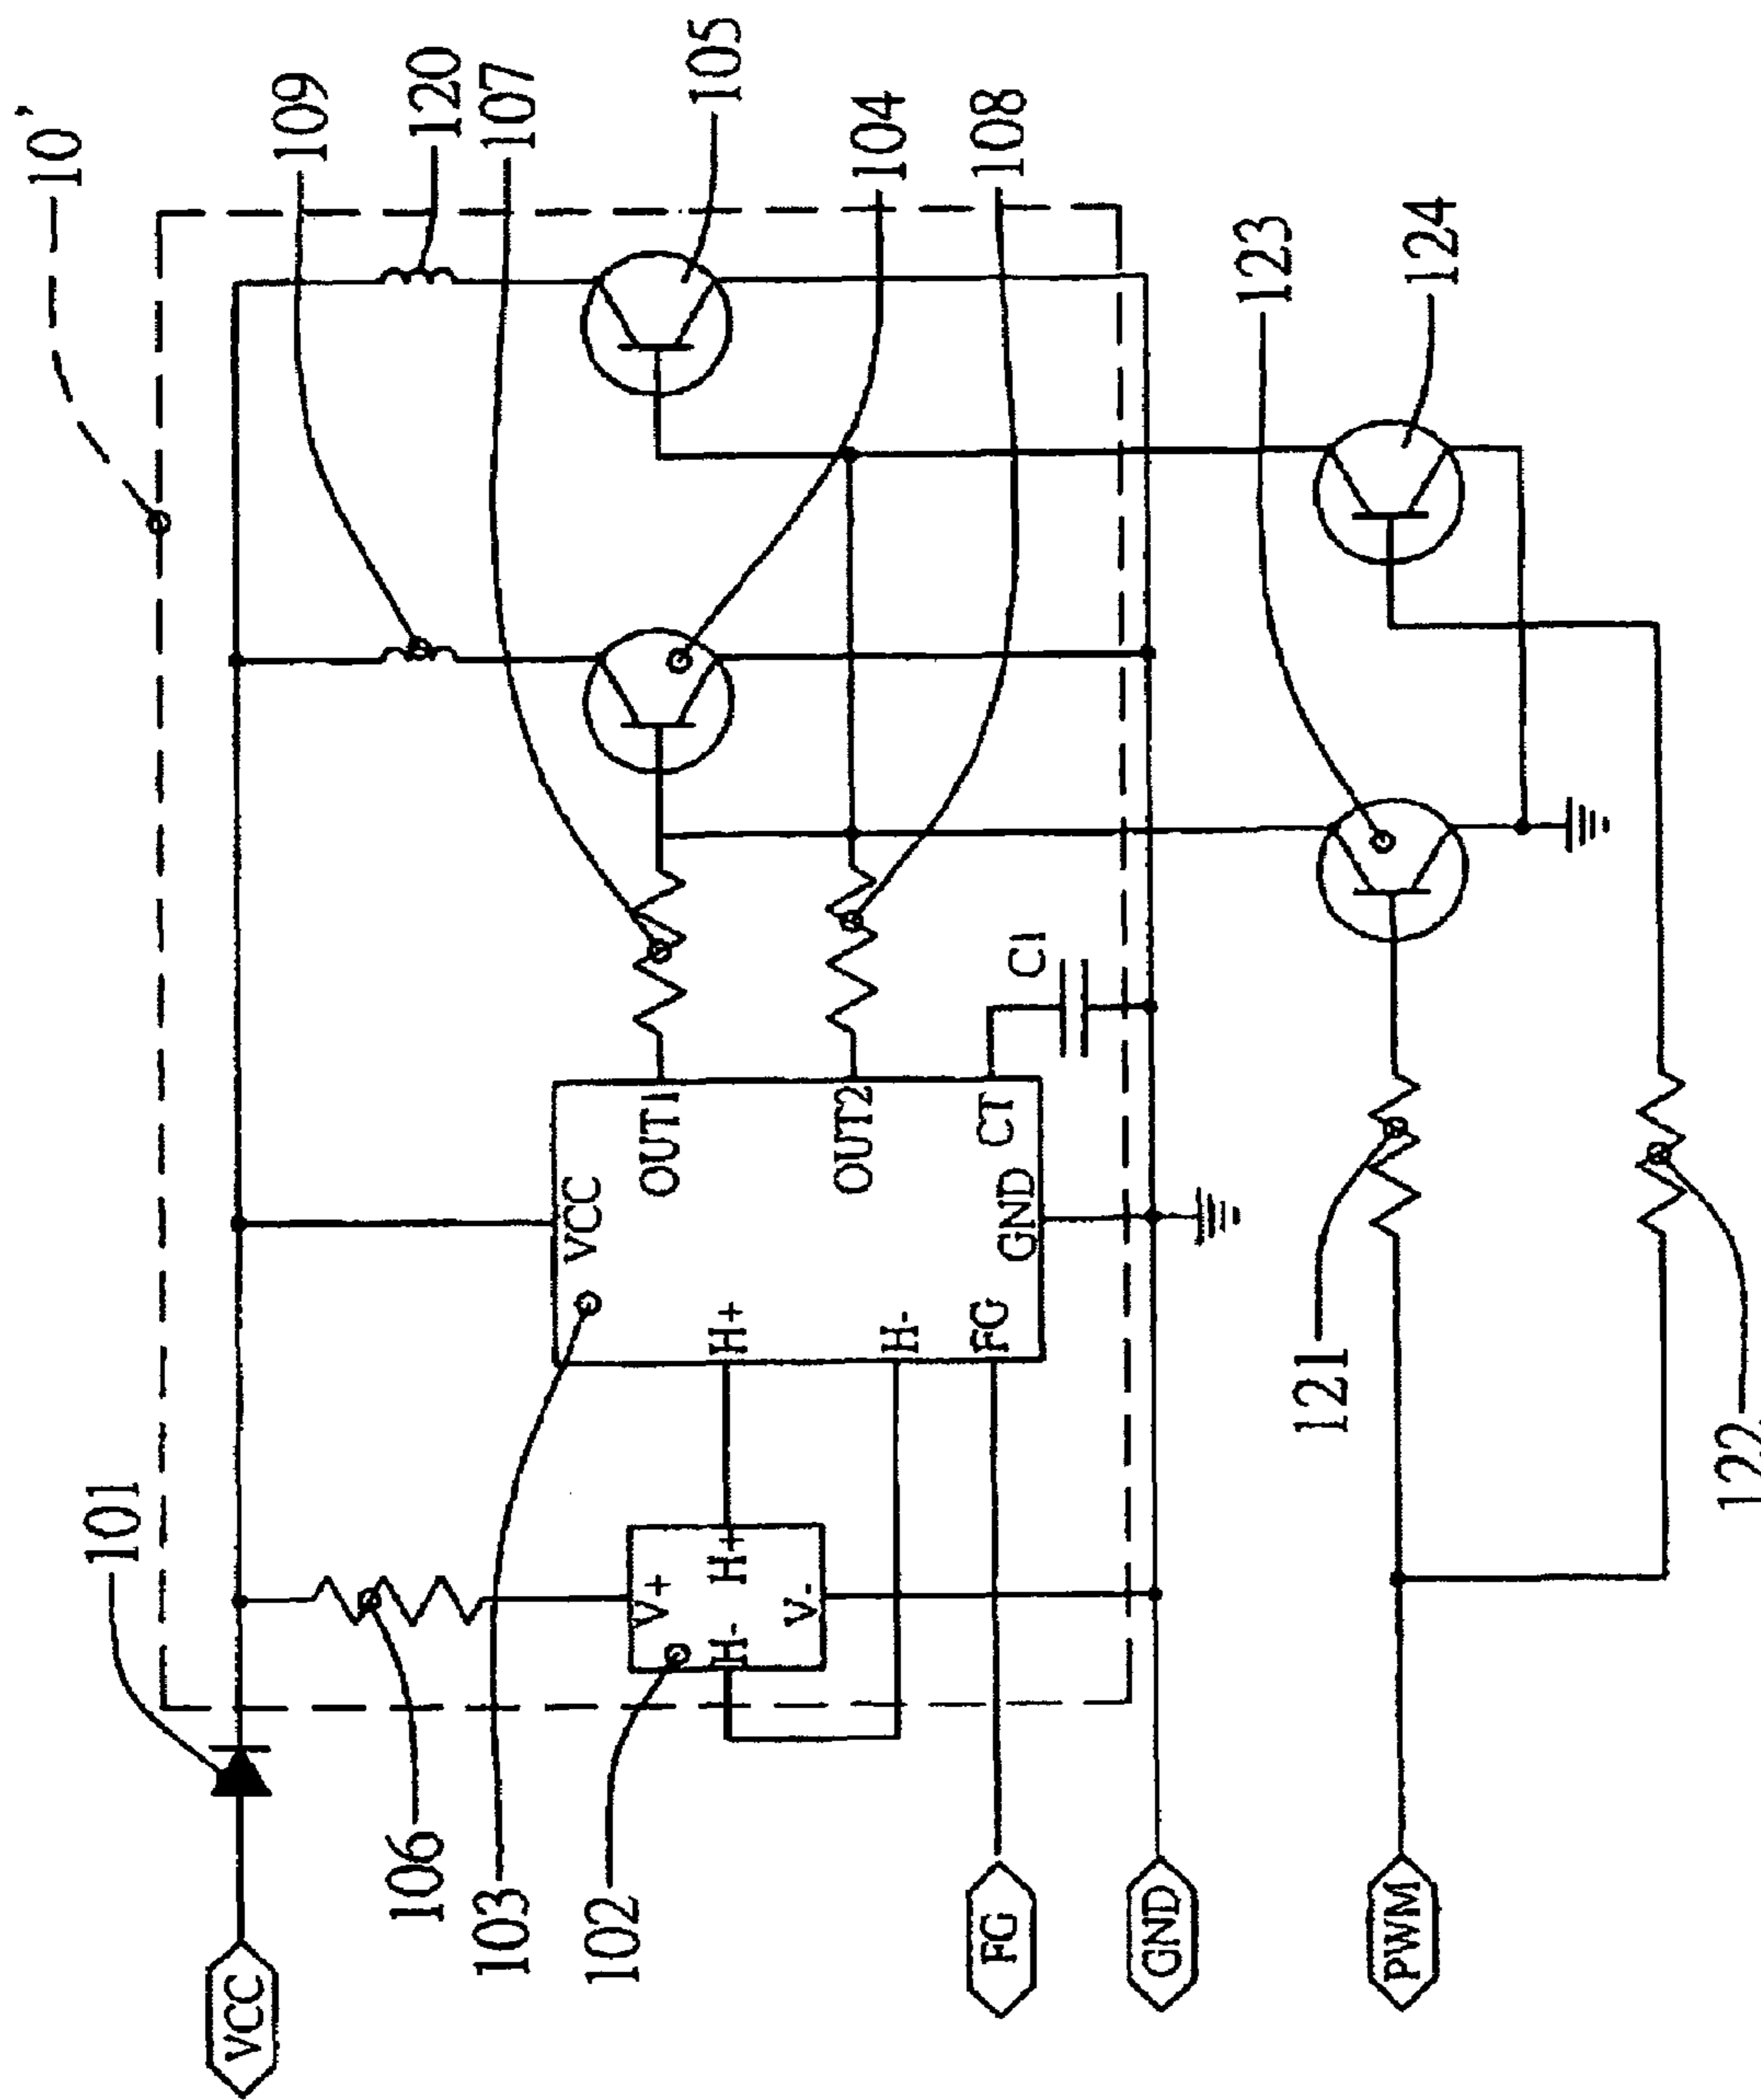 10'
109
120
107
105
104
108
123
124
101
106
103
102
121
122
VCC
FG
GND
PWM
V+
H+
H-
V-
VCC
OUT1
OUT2
CT
GND
H+
H-
FG
C1